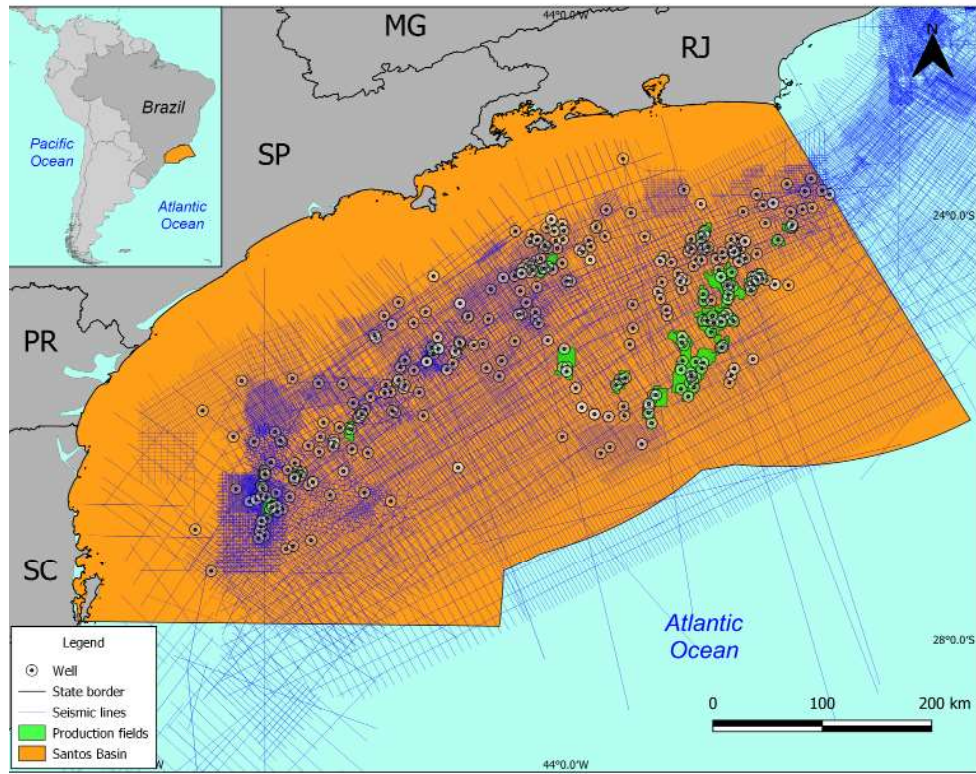 44°0.0'W
MG
RJ
N
Brazil
Pacific
Ocean
SP
Atlantic
Ocean
24°0.0'S
PR
SC
Atlantic
Ocean
28°0.0'S
Legend
Well
State border
Seismic lines
Production fields
Santos Basin
0 100 200 km
44°0.0'W